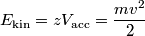 E_kin = zV_acc = mv²/2